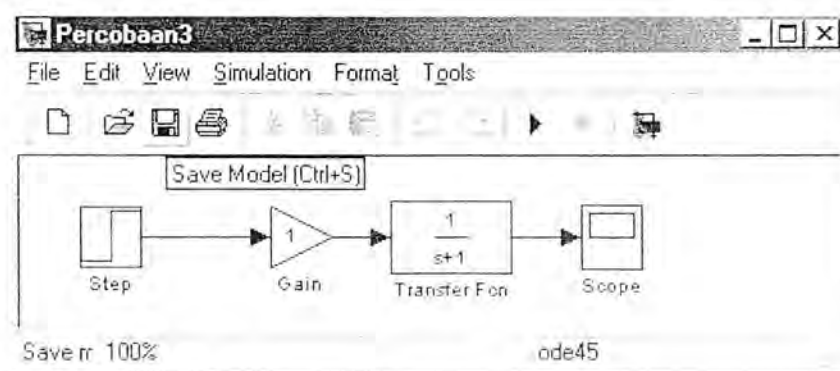 Percobaan3
File Edit View Simulation Format Tools
Save Model (Ctrl+S)
1
1
s+1
Step Gain Transfer Fcn Scope
Save m 100% ode45